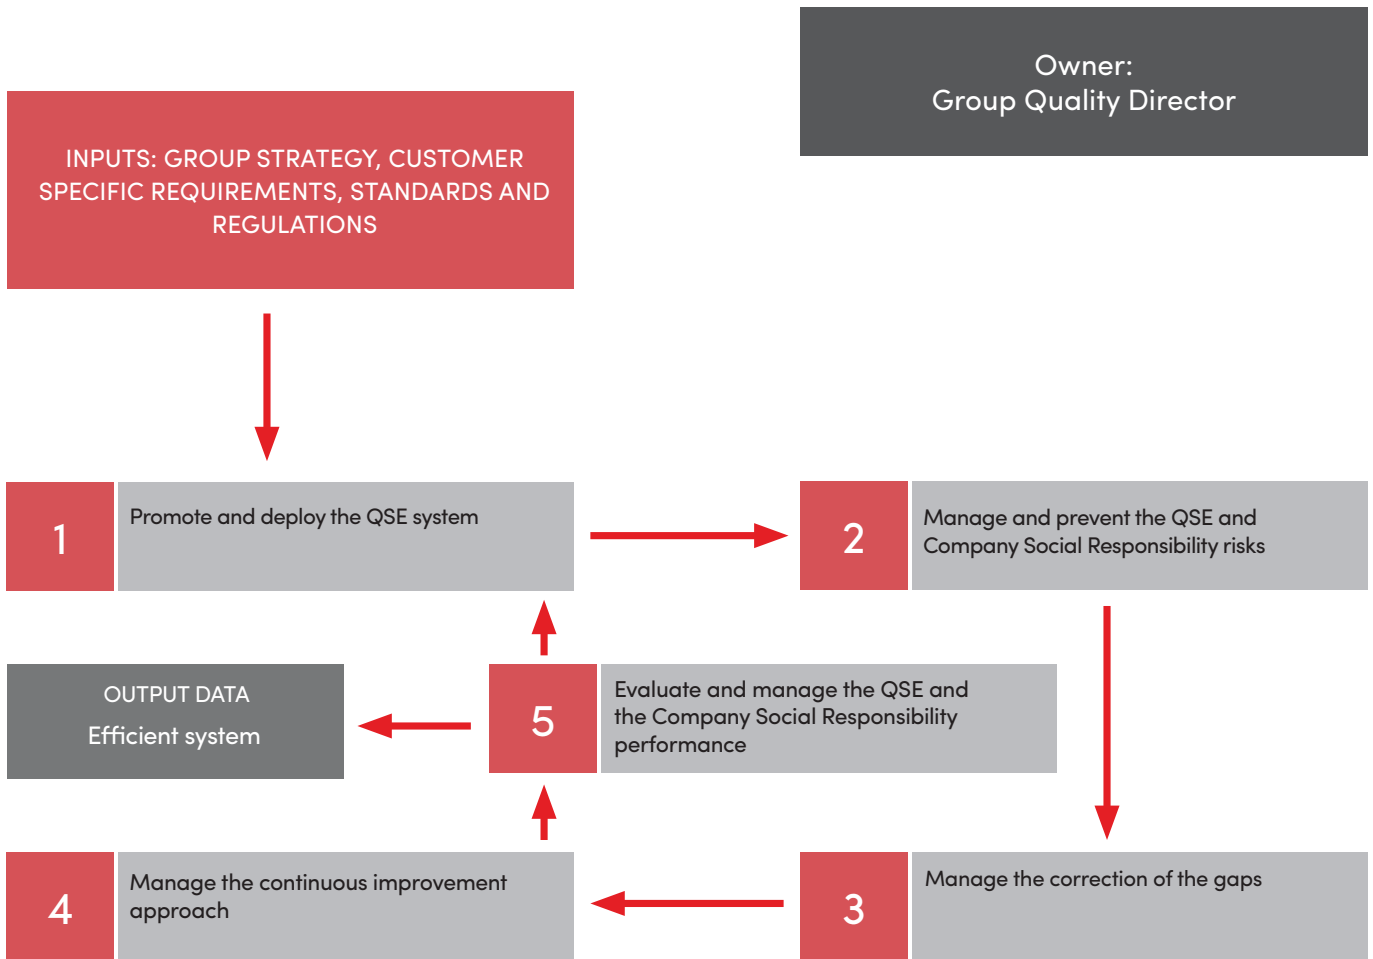 Owner:
Group Quality Director
INPUTS: GROUP STRATEGY, CUSTOMER
SPECIFIC REQUIREMENTS, STANDARDS AND
REGULATIONS
1
Promote and deploy the QSE system
2
Manage and prevent the QSE and
Company Social Responsibility risks
OUTPUT DATA
Efficient system
5
Evaluate and manage the QSE and
the Company Social Responsibility
performance
4
Manage the continuous improvement
approach
3
Manage the correction of the gaps